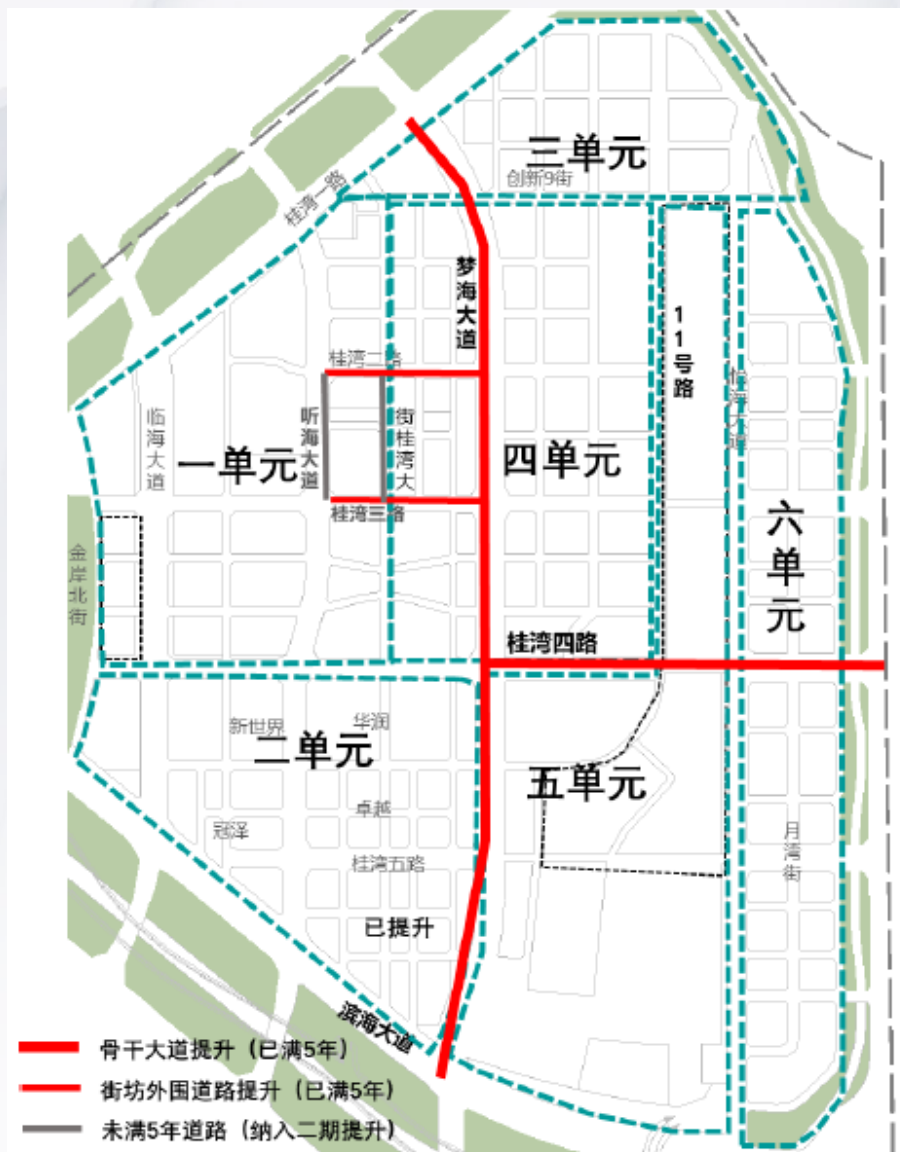 三单元
创新9街
桂湾一路
梦海大道
11号路
桂湾二路
怡海大道
临海大道
听海大道
街桂湾大
一单元
四单元
桂湾三路
六单元
金岸北街
桂湾四路
新世界
华润
二单元
五单元
卓越
冠泽
月湾街
桂湾五路
已提升
滨海大道
骨干大道提升（已满5年）
街坊外围道路提升（已满5年）
未满5年道路（纳入二期提升）